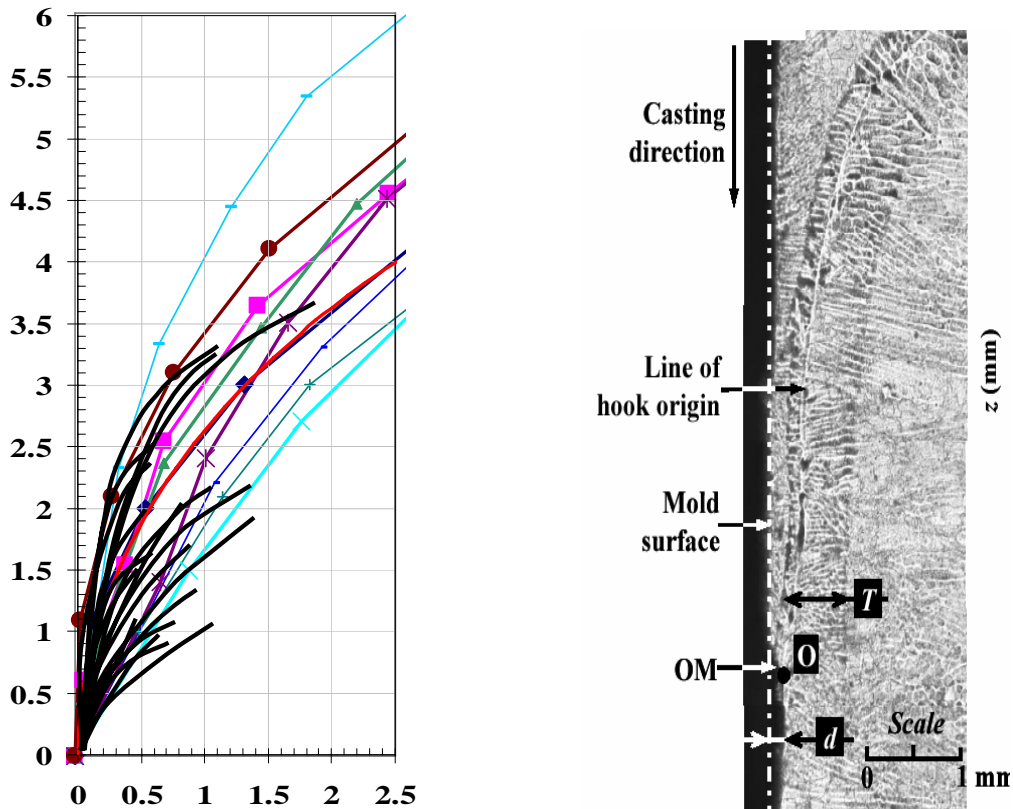 6
5.5
5
4.5
4
3.5
3
2.5
2
1.5
1
0.5
0
0 0.5 1 1.5 2 2.5
Casting
direction
Line of
hook origin
Mold
surface
T
OM
O
d
Scale
0 1 mm
z (mm)